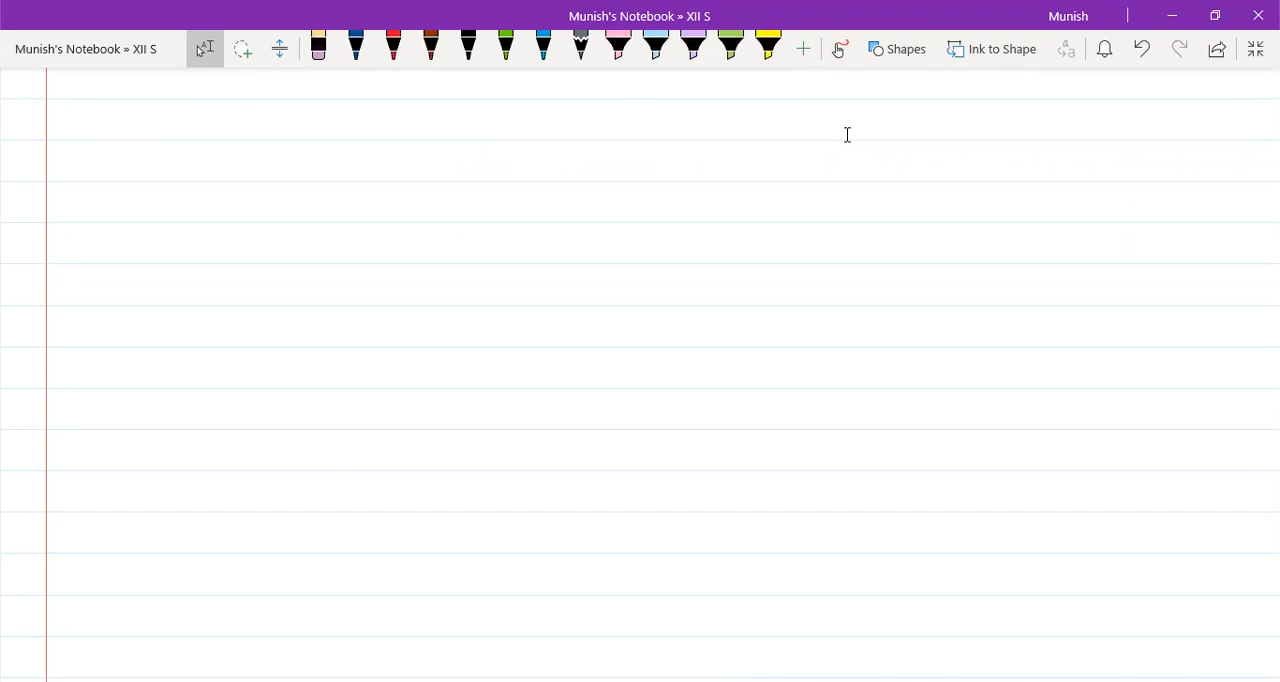 Munish's Notebook » XII S
Munish
Munish's Notebook » XII S
Shapes
Ink to Shape